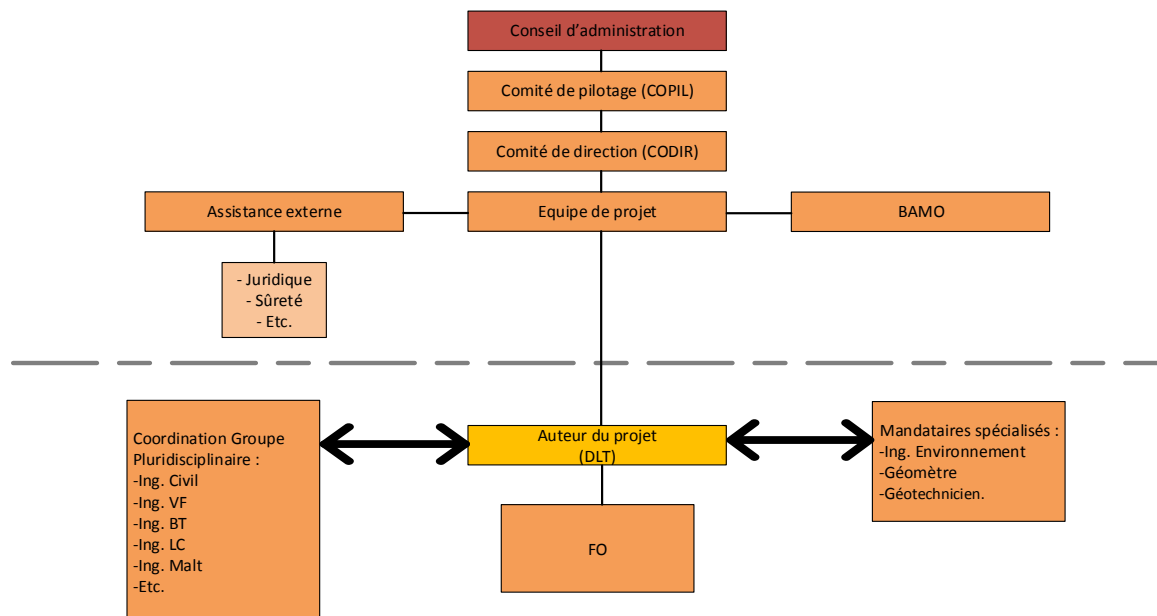 Conseil d'administration
Comité de pilotage (COPIL)
Comité de direction (CODIR)
Assistance externe
Equipe de projet
BAMO
- Juridique
- Sûreté
- Etc.
Coordination Groupe
Pluridisciplinaire :
-Ing. Civil
-Ing. VF
-Ing. BT
-Ing. LC
-Ing. Malt
-Etc.
Auteur du projet
(DLT)
Mandataires spécialisés :
-Ing. Environnement
-Géomètre
-Géotechnicien.
FO